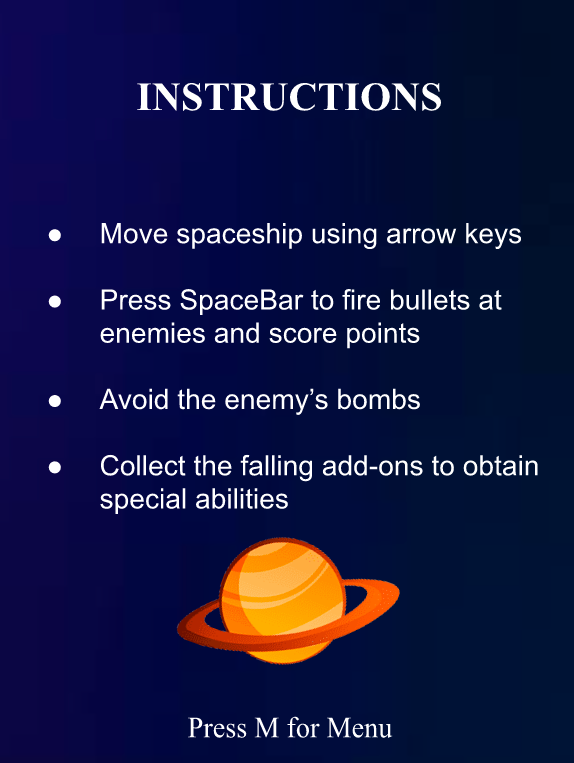 INSTRUCTIONS
● Move spaceship using arrow keys
● Press SpaceBar to fire bullets at
enemies and score points
● Avoid the enemy’s bombs
● Collect the falling add-ons to obtain
special abilities
Press M for Menu